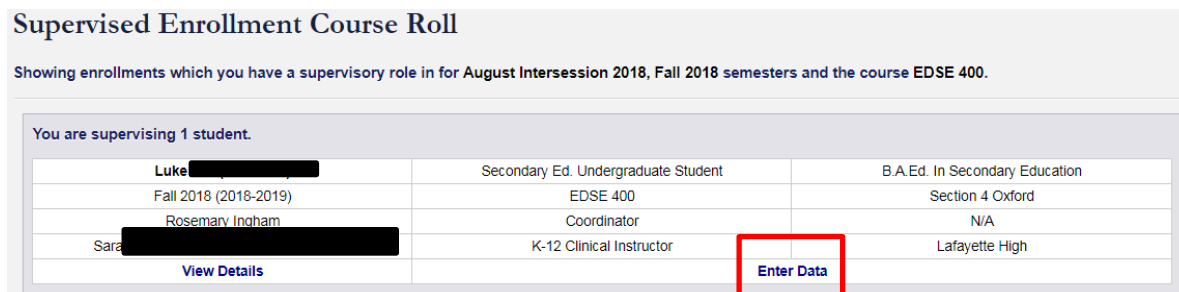 Supervised Enrollment Course Roll
Showing enrollments which you have a supervisory role in for August Intersession 2018, Fall 2018 semesters and the course EDSE 400.
You are supervising 1 student.
Luke Secondary Ed. Undergraduate Student B.A.Ed. In Secondary Education
Fall 2018 (2018-2019) EDSE 400 Section 4 Oxford
Rosemary Ingham Coordinator N/A
Sara K-12 Clinical Instructor Lafayette High
View Details Enter Data